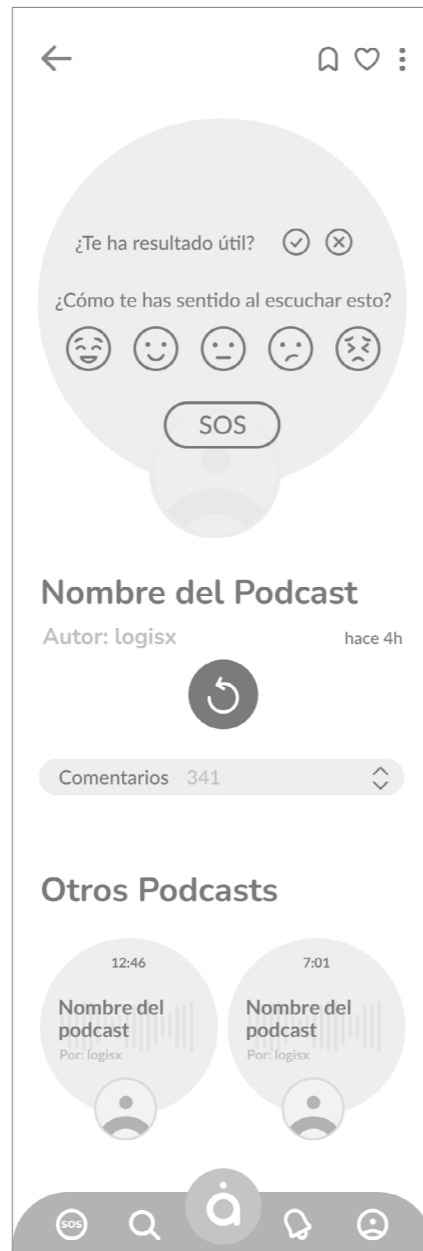 ¿Te ha resultado útil?
¿Cómo te has sentido al escuchar esto?
SOS
Nombre del Podcast
Autor: logisx
hace 4h
Comentarios 341
Otros Podcasts
12:46
Nombre del
podcast
Por: logisx
7:01
Nombre del
podcast
Por: logisx
SOS